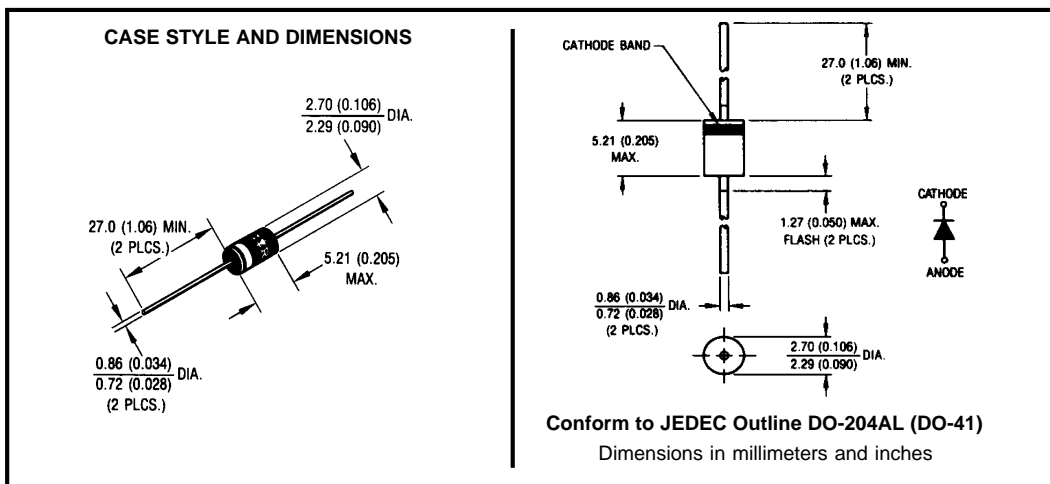 CASE STYLE AND DIMENSIONS
2.70 (0.106)
2.29 (0.090)
DIA.
27.0 (1.06) MIN.
(2 PLCS.)
5.21 (0.205)
MAX.
0.86 (0.034)
0.72 (0.028)
DIA.
(2 PLCS.)
CATHODE BAND
27.0 (1.06) MIN.
(2 PLCS.)
5.21 (0.205)
MAX.
1.27 (0.050) MAX.
FLASH (2 PLCS.)
CATHODE
ANODE
0.86 (0.034)
0.72 (0.028)
DIA.
(2 PLCS.)
2.70 (0.106)
2.29 (0.090)
DIA.
Conform to JEDEC Outline DO-204AL (DO-41)
Dimensions in millimeters and inches